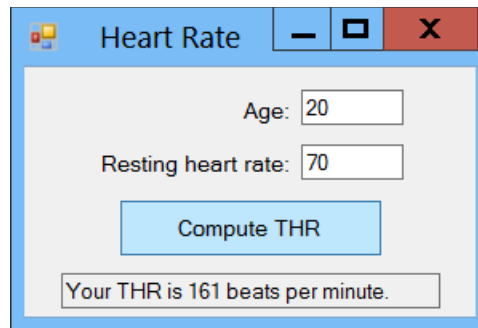 Heart Rate
Age: 20
Resting heart rate: 70
Compute THR
Your THR is 161 beats per minute.